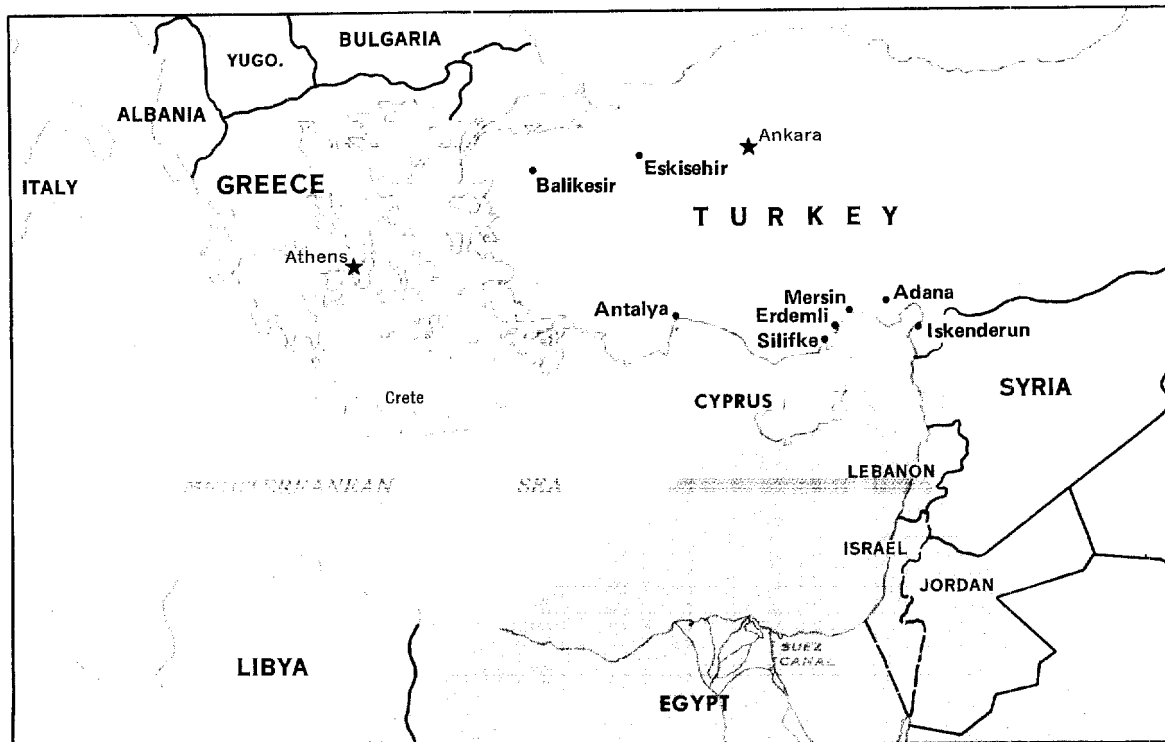 BULGARIA
YUGO.
ALBANIA
Ankara
Eskisehir
Balikesir
ITALY
GREECE
TURKEY
Athens
Adana
Mersin
Antalya
Erdemli
Iskenderun
Silifke
SYRIA
Crete
CYPRUS
LEBANON
MEDITERRANEAN SEA
ISRAEL
JORDAN
SUEZ
CANAL
LIBYA
EGYPT